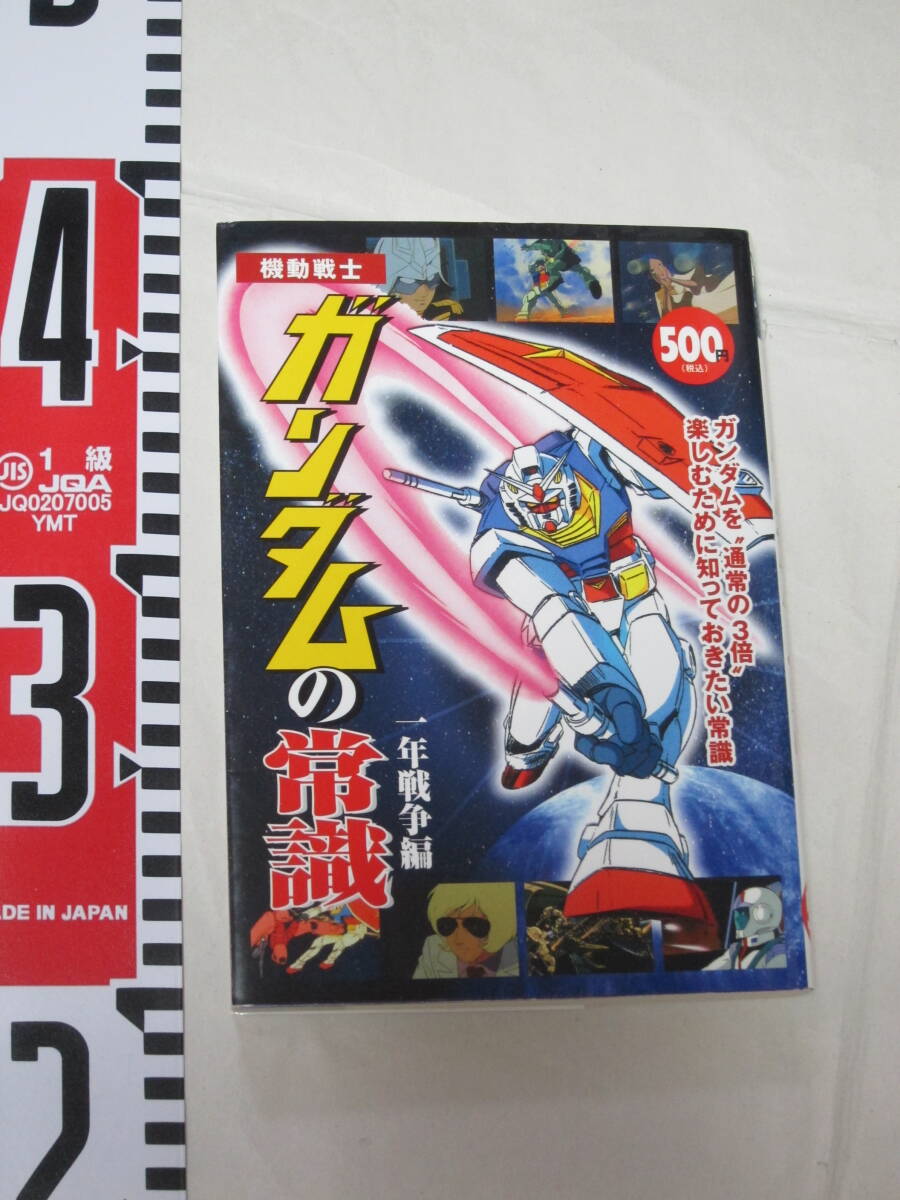 4
JIS 1 級
JQA
JQ0207005
YMT
3
DE IN JAPAN
2
機動戦士
ガンダムの常識
一年戦争編
500円
(税込)
ガンダムを“通常の3倍”
楽しむために知っておきたい常識